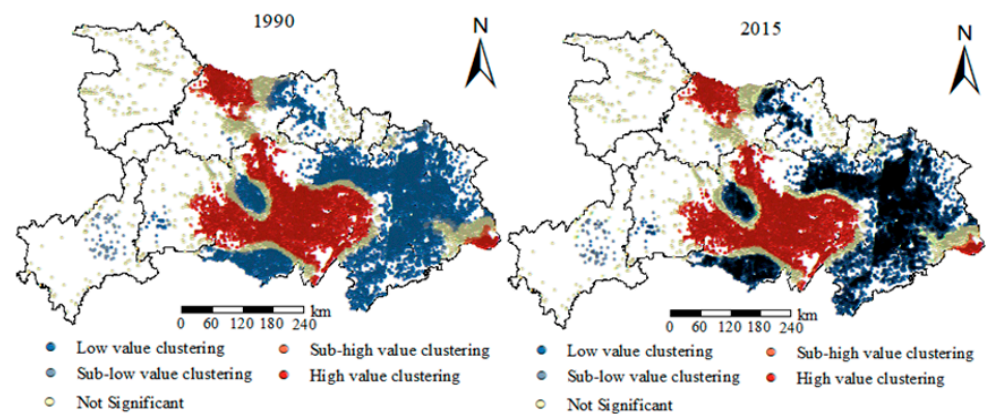 1990
N
km
0 60 120 180 240
Low value clustering
Sub-high value clustering
Sub-low value clustering
High value clustering
Not Significant
2015
N
km
0 60 120 180 240
Low value clustering
Sub-high value clustering
Sub-low value clustering
High value clustering
Not Significant